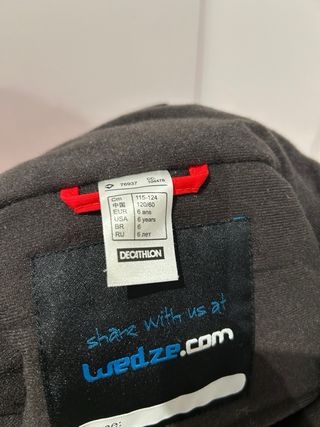 76937
cm 115-124
中国 120/60
EUR 6 ans
USA 6 years
BR 6
RU 6 лет
DECATHLON
share with us at
wedze.com